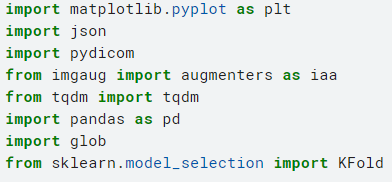 import matplotlib.pyplot as plt
import json
import pydicom
from imgaug import augmenters as iaa
from tqdm import tqdm
import pandas as pd
import glob
from sklearn.model_selection import KFold